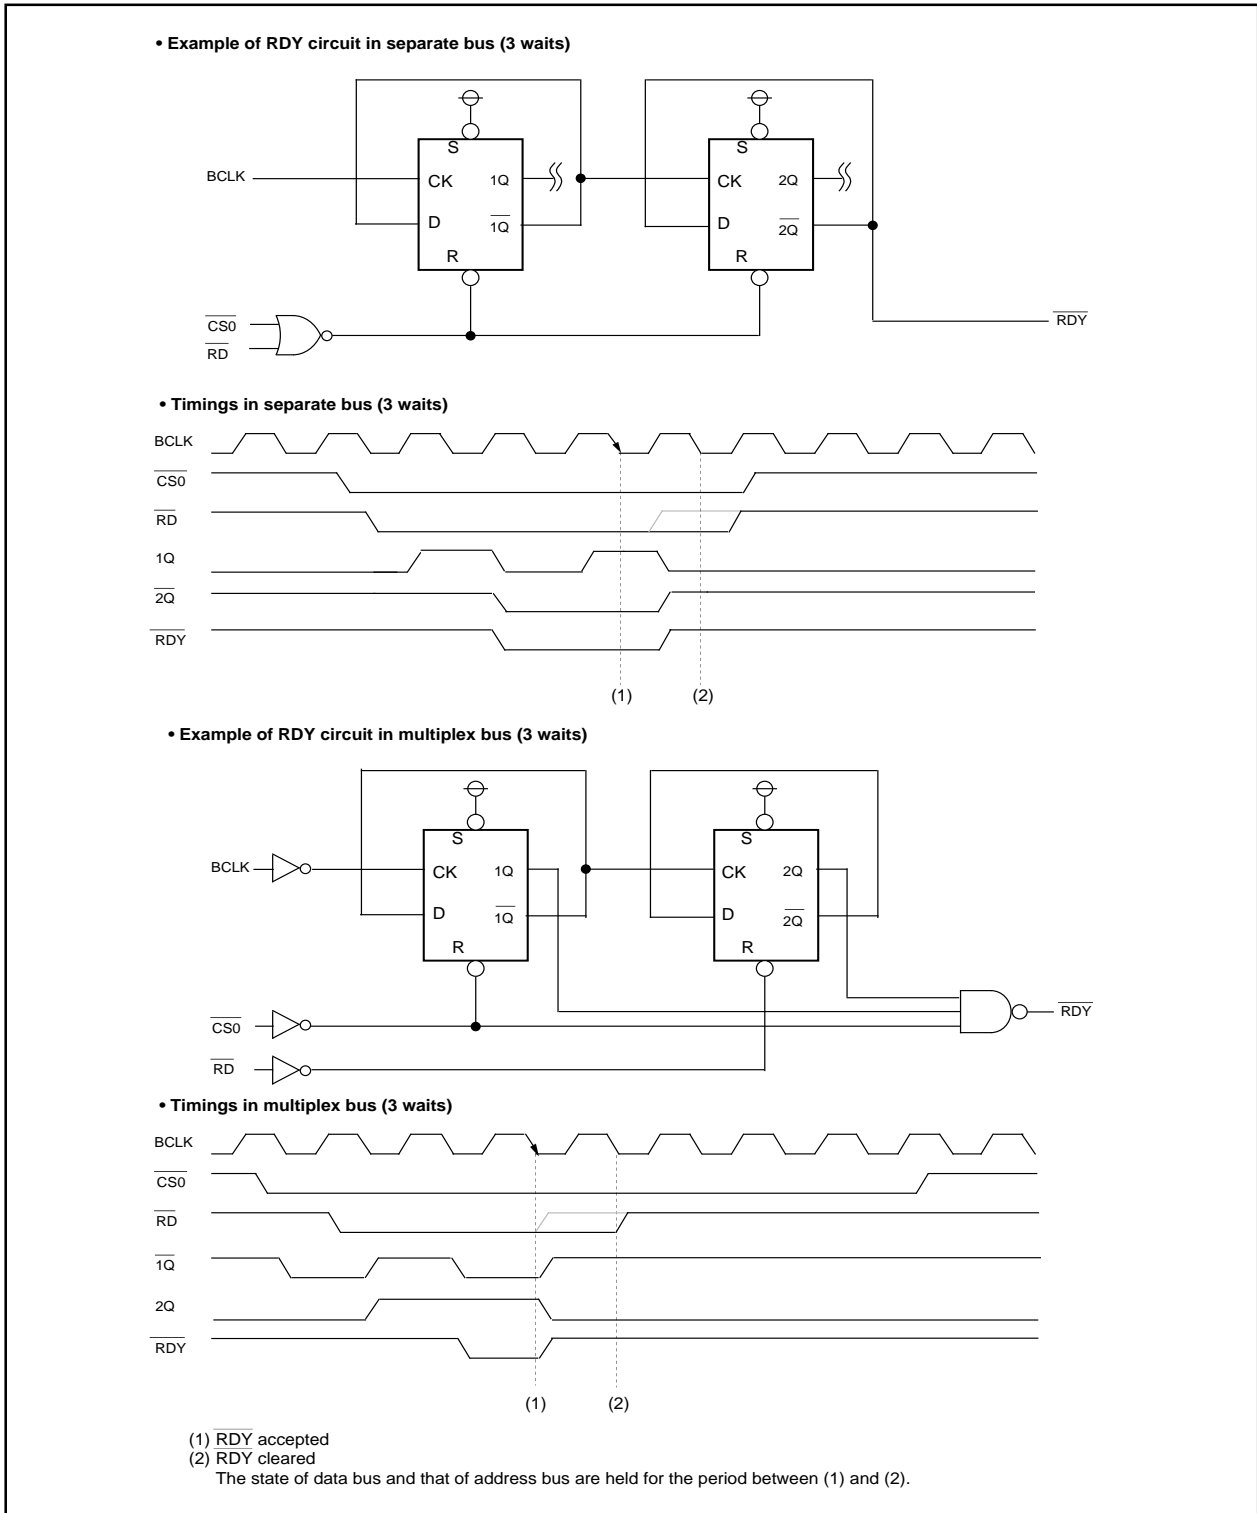 • Example of RDY circuit in separate bus (3 waits)
S
BCLK
CK 1Q
D 1Q
R
S
CK 2Q
D 2Q
R
CS0
RD
RDY
• Timings in separate bus (3 waits)
BCLK
CS0
RD
1Q
2Q
RDY
(1) (2)
• Example of RDY circuit in multiplex bus (3 waits)
S
BCLK
CK 1Q
D 1Q
R
S
CK 2Q
D 2Q
R
CS0
RDY
RD
• Timings in multiplex bus (3 waits)
BCLK
CS0
RD
1Q
2Q
RDY
(1) (2)
(1) RDY accepted
(2) RDY cleared
The state of data bus and that of address bus are held for the period between (1) and (2).